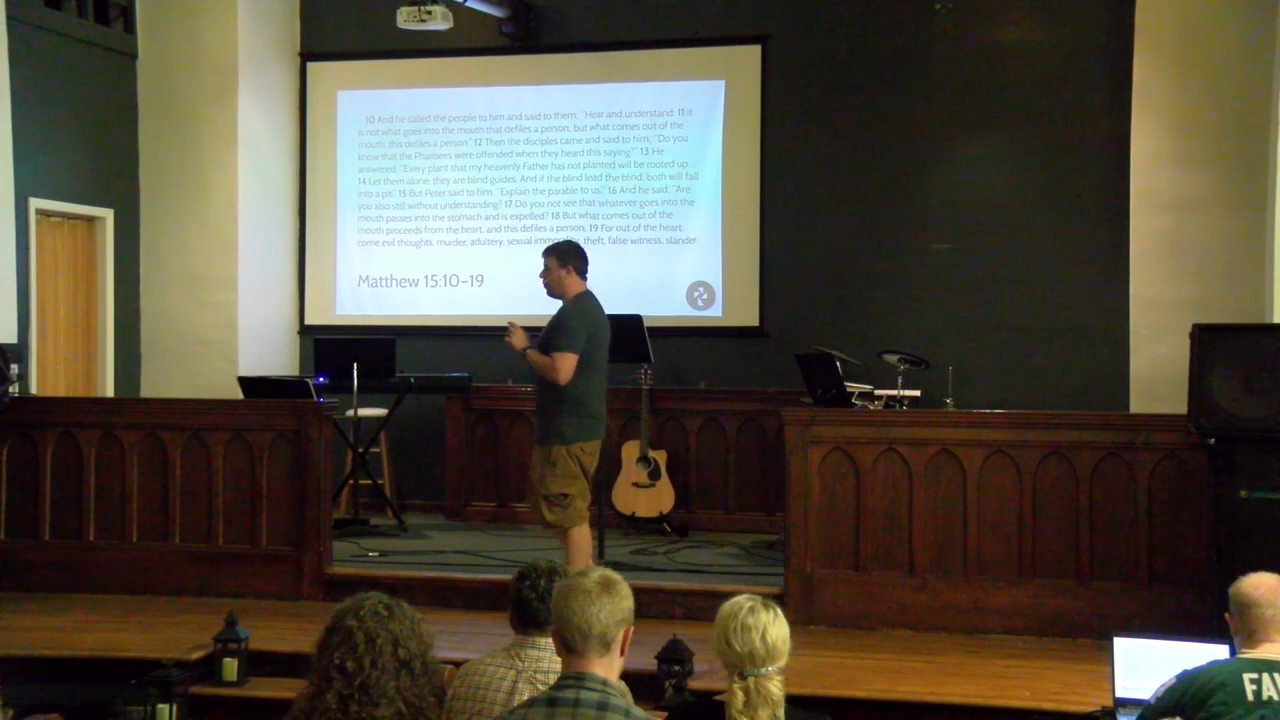 10 And he called the people to him and said to them, "Hear and understand: 11 it
is not what goes into the mouth that defiles a person, but what comes out of the
mouth; this defiles a person." 12 Then the disciples came and said to him, "Do you
know that the Pharisees were offended when they heard this saying?" 13 He
answered, "Every plant that my heavenly Father has not planted will be rooted up.
14 Let them alone; they are blind guides. And if the blind lead the blind, both will fall
into a pit." 15 But Peter said to him, "Explain the parable to us." 16 And he said, "Are
you also still without understanding? 17 Do you not see that whatever goes into the
mouth passes into the stomach and is expelled? 18 But what comes out of the
mouth proceeds from the heart, and this defiles a person. 19 For out of the heart
come evil thoughts, murder, adultery, sexual immorality, theft, false witness, slander.
Matthew 15:10-19
FAV